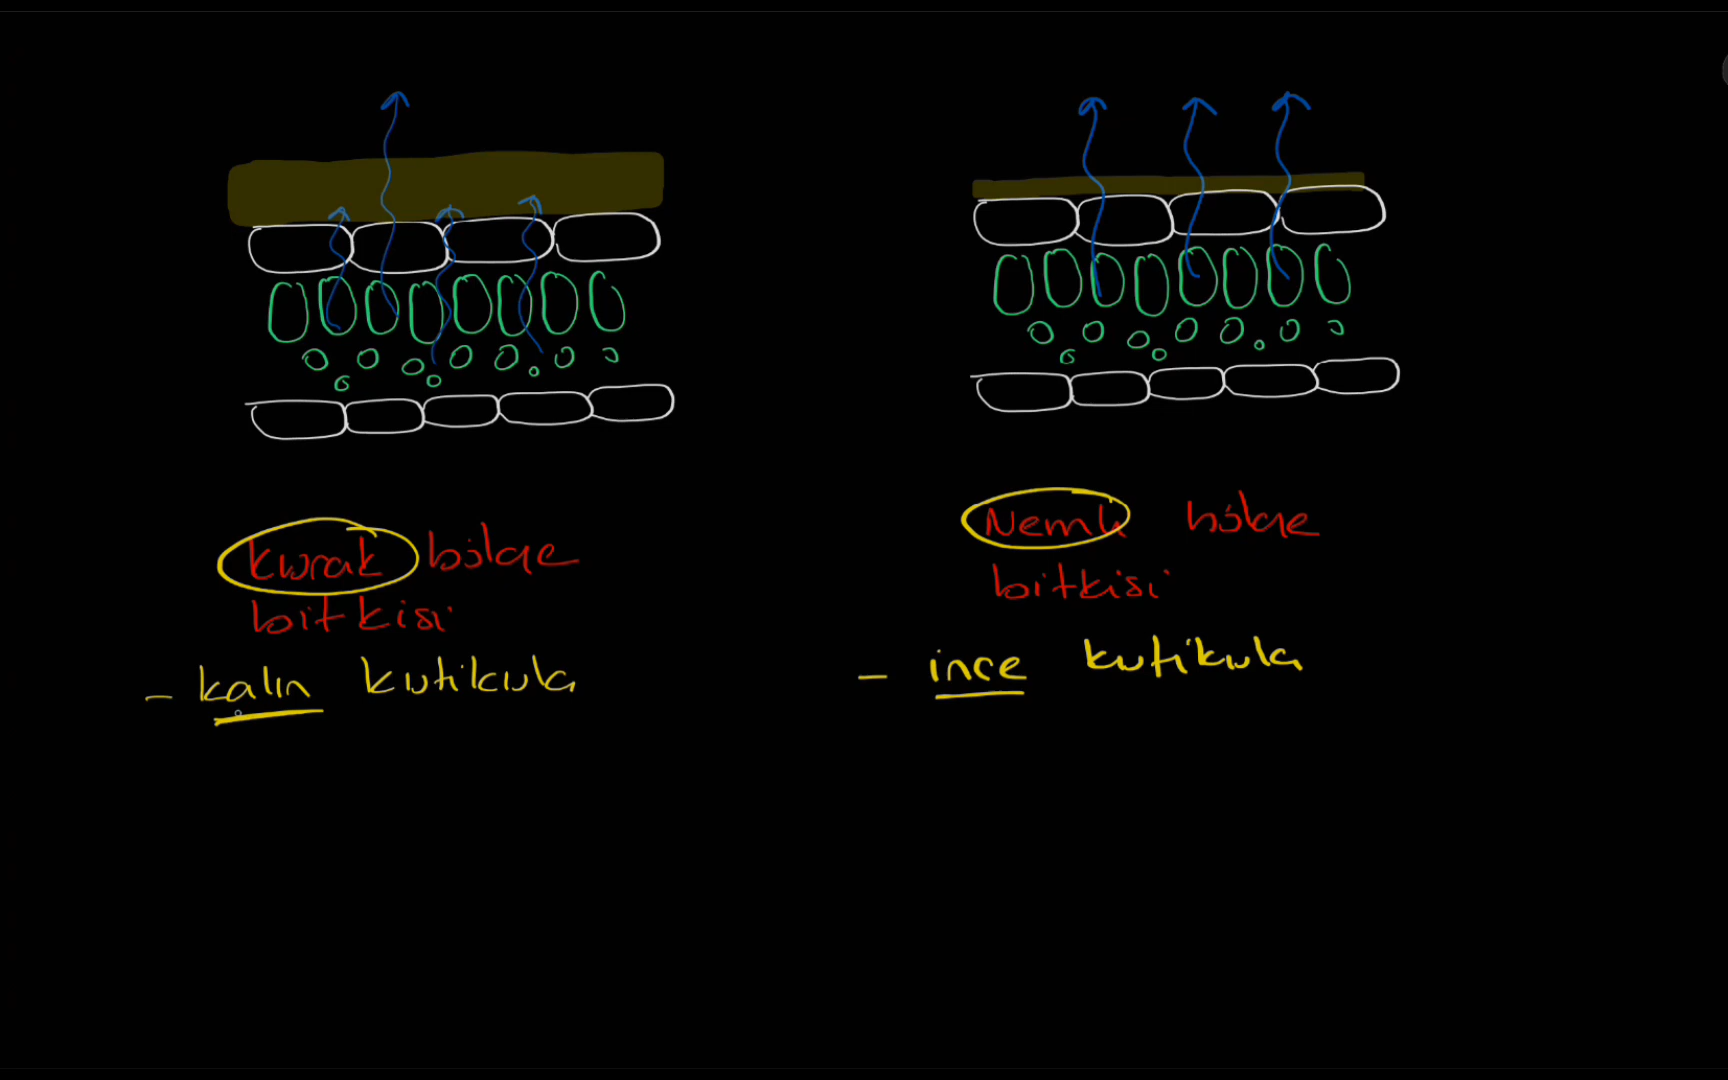 kurak bölge
bitkisi
- kalın kutikula
Nemli bölge
bitkisi
- ince kutikula